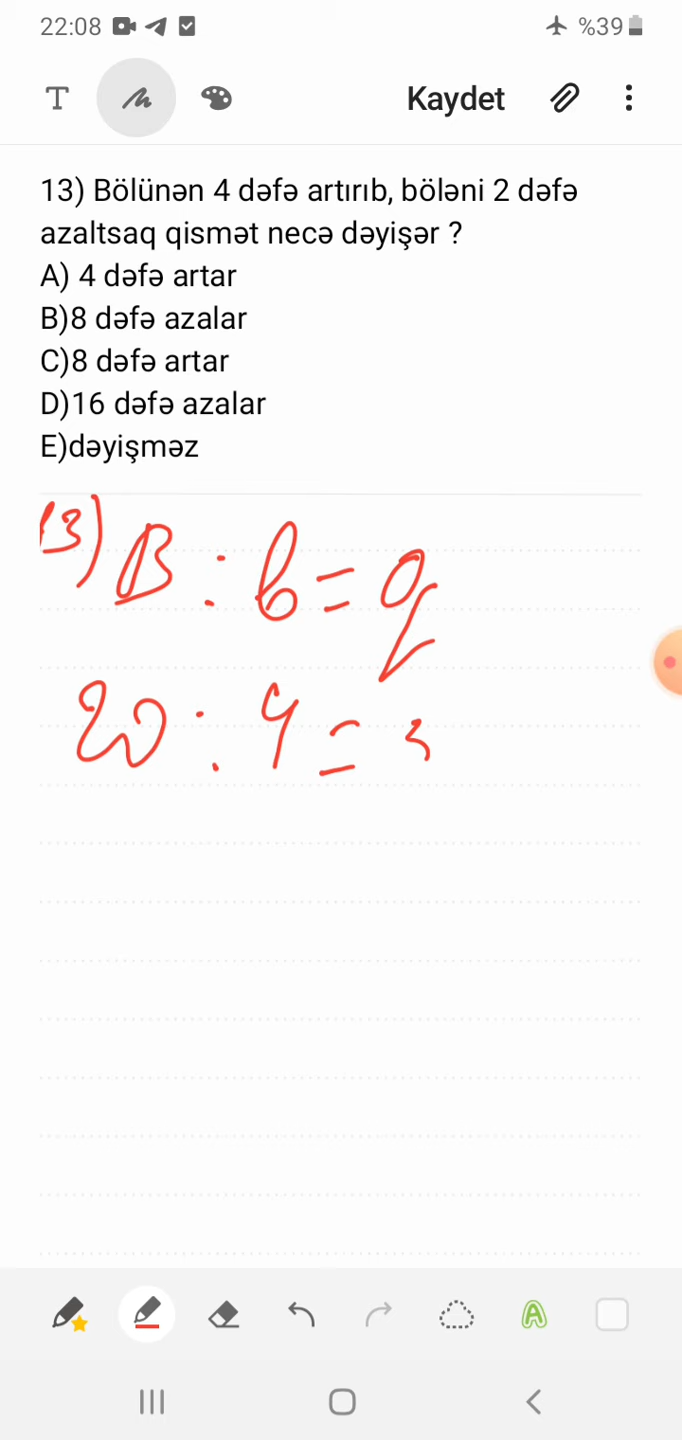 22:08 %39
Kaydet
13) Bölünən 4 dəfə artırıb, böləni 2 dəfə
azaltsaq qismət necə dəyişər ?
A) 4 dəfə artar
B)8 dəfə azalar
C)8 dəfə artar
D)16 dəfə azalar
E)dəyişməz
13) B : b = q
20 : 4 =